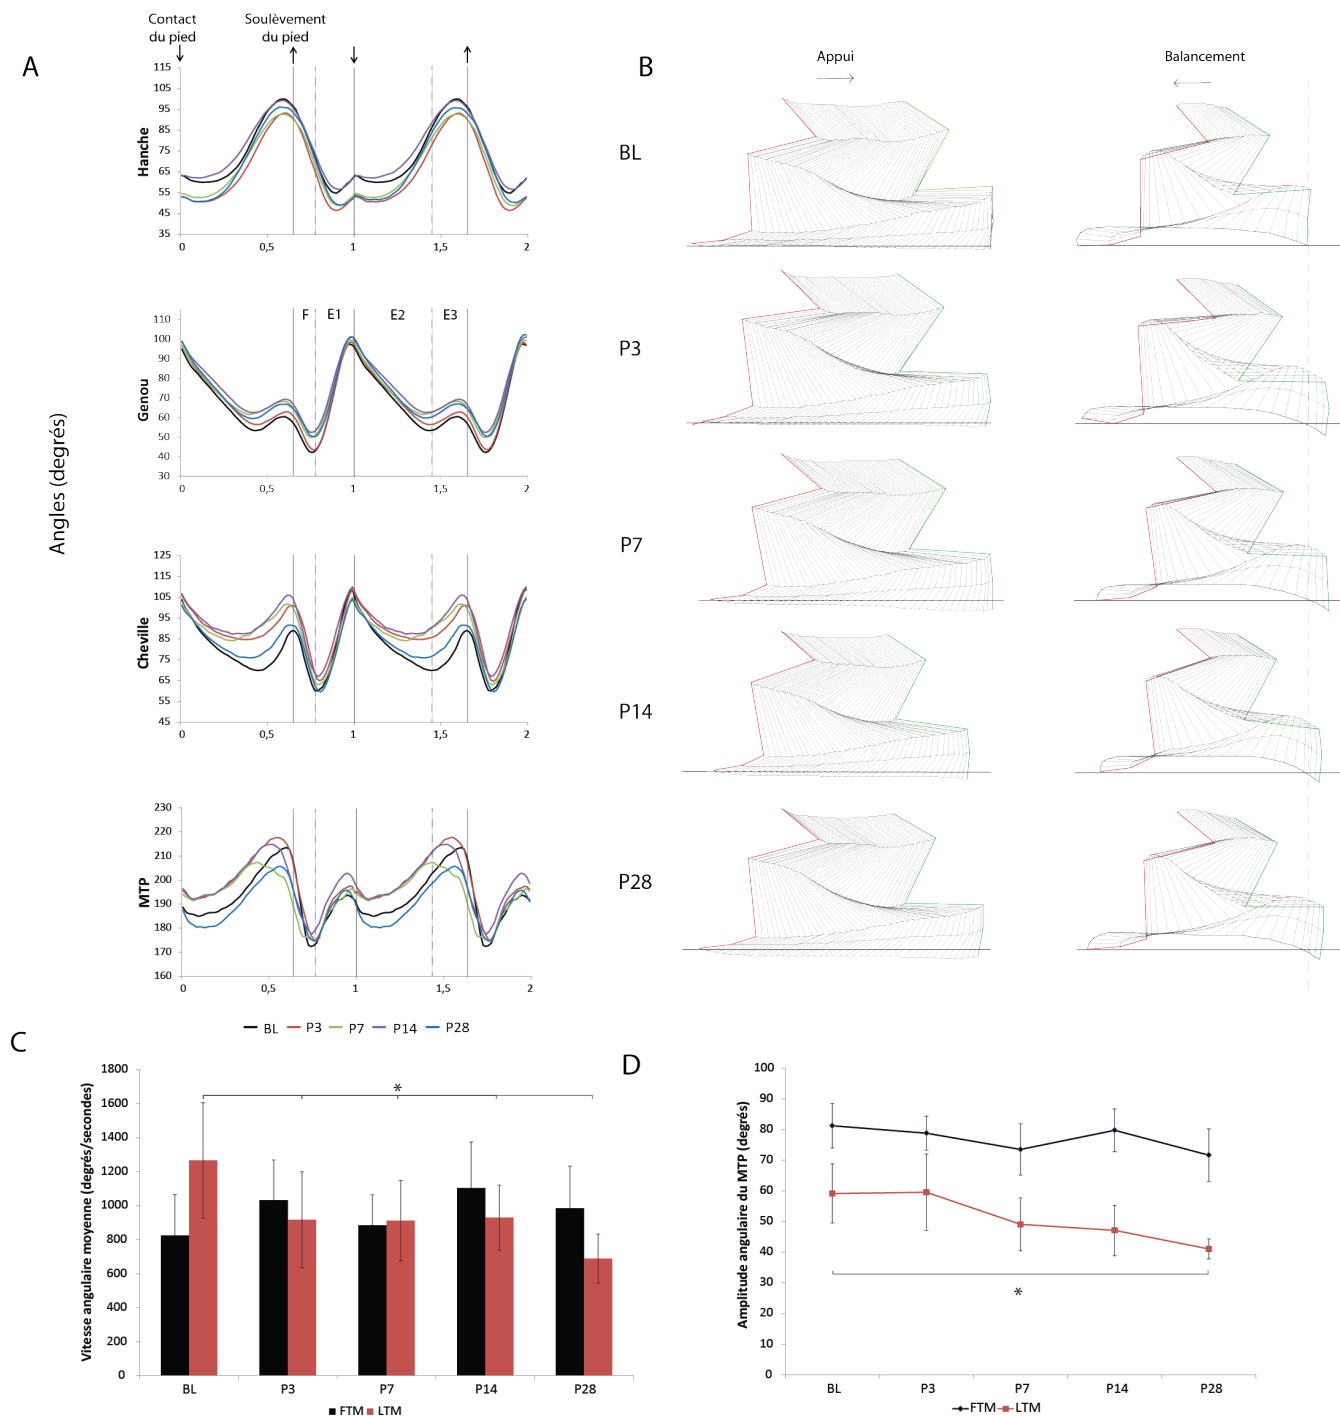 Contact
du pied
Soulèvement
du pied
A
115
105
95
85
75
65
55
45
35
Hanche
0
0,5
1
1,5
2
F
E1
E2
E3
110
100
90
80
70
60
50
40
30
Genou
0
0,5
1
1,5
2
Angles (degrés)
125
115
105
95
85
75
65
55
45
Cheville
0
0,5
1
1,5
2
230
220
210
200
190
180
170
160
MTP
0
0,5
1
1,5
2
BL P3 P7 P14 P28
B
Appui
Balancement
BL
P3
P7
P14
P28
C
1800
1600
1400
1200
1000
800
600
400
200
0
Vitesse angulaire moyenne (degrés/secondes)
*
BL P3 P7 P14 P28
FTM LTM
D
100
90
80
70
60
50
40
30
20
10
0
Amplitude angulaire du MTP (degrés)
*
BL P3 P7 P14 P28
FTM LTM